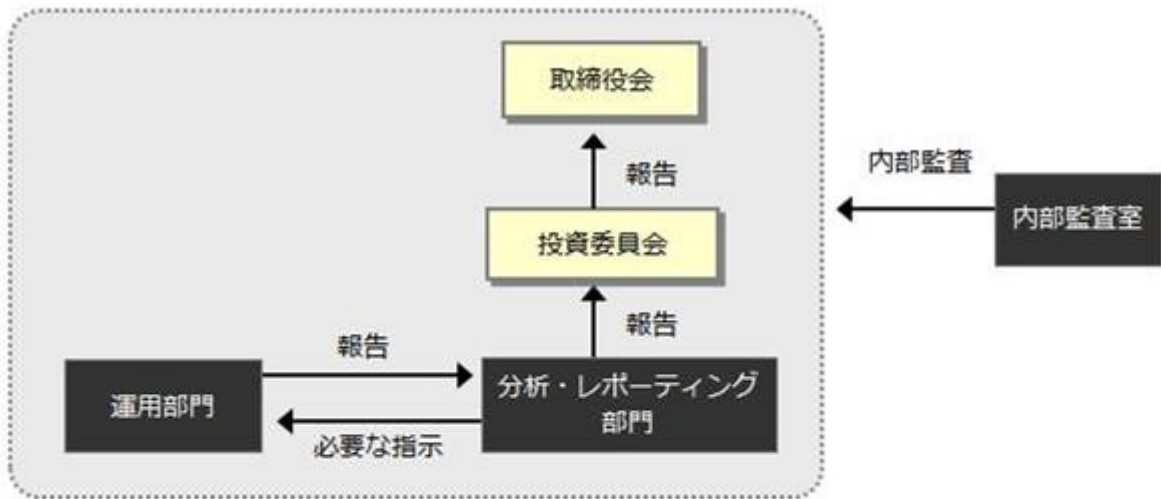 取締役会
報告
内部監査
内部監査室
投資委員会
報告
報告
運用部門
分析・レポーティング
部門
必要な指示